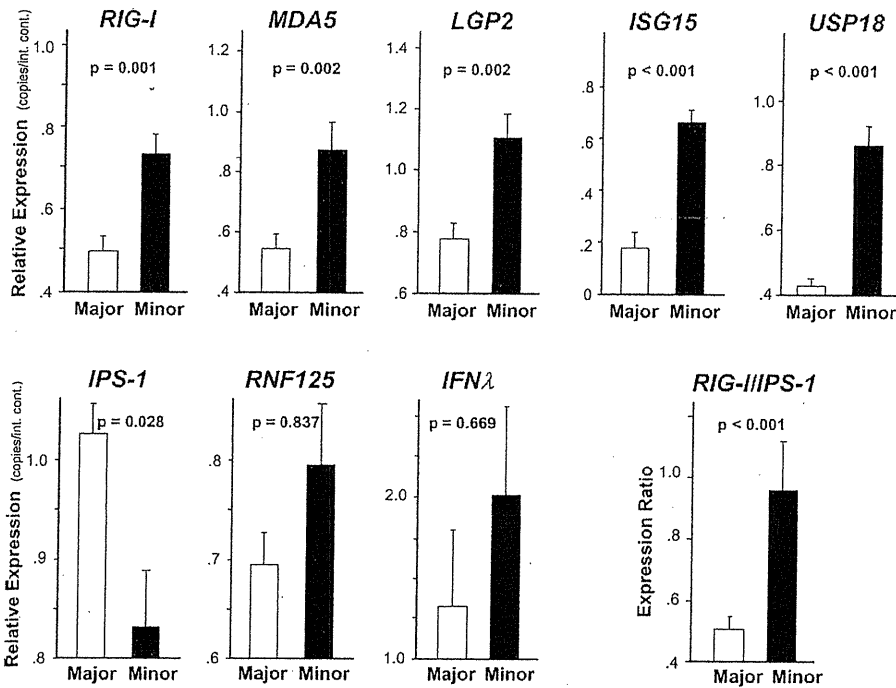 RIG-I MDA5 LGP2 ISG15 USP18
Relative Expression (copies/int. cont.)
1.0
.8
.6
.4
p = 0.001
Major Minor
1.2
1.0
0.8
.6
.4
p = 0.002
Major Minor
1.4
1.2
1.0
.8
.6
p = 0.002
Major Minor
.8
.6
.4
.2
0
p < 0.001
Major Minor
1.0
.8
.6
.4
p < 0.001
Major Minor
IPS-1 RNF125 IFNλ RIG-I/IPS-1
Relative Expression (copies/int. cont.)
1.0
.9
.8
p = 0.028
Major Minor
.8
.7
.6
p = 0.837
Major Minor
2.0
1.0
p = 0.669
Major Minor
Expression Ratio
1.0
.8
.6
.4
p < 0.001
Major Minor